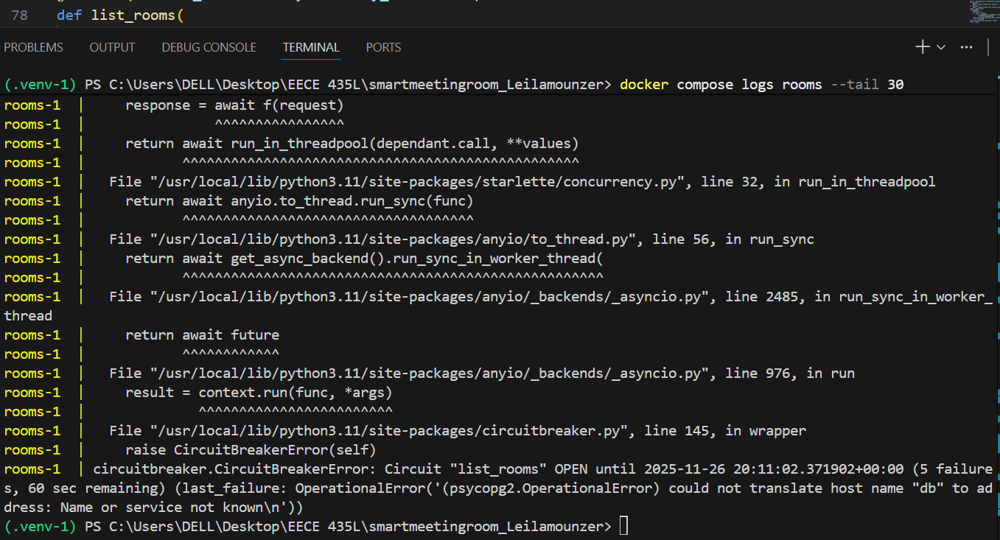 78 def list_rooms(
PROBLEMS OUTPUT DEBUG CONSOLE TERMINAL PORTS
(.venv-1) PS C:\Users\DELL\Desktop\EECE 435L\smartmeetingroom_Leilamounzer> docker compose logs rooms --tail 30
rooms-1 | response = await f(request)
rooms-1 | ^^^^^^^^^^^^^^^^
rooms-1 | return await run_in_threadpool(dependant.call, **values)
rooms-1 | ^^^^^^^^^^^^^^^^^^^^^^^^^^^^^^^^^^^^^^^^^^^^^^^^^
rooms-1 | File "/usr/local/lib/python3.11/site-packages/starlette/concurrency.py", line 32, in run_in_threadpool
rooms-1 | return await anyio.to_thread.run_sync(func)
rooms-1 | ^^^^^^^^^^^^^^^^^^^^^^^^^^^^^^^^^^^^
rooms-1 | File "/usr/local/lib/python3.11/site-packages/anyio/to_thread.py", line 56, in run_sync
rooms-1 | return await get_async_backend().run_sync_in_worker_thread(
rooms-1 | ^^^^^^^^^^^^^^^^^^^^^^^^^^^^^^^^^^^^^^^^^^^^^^^^^^^^
rooms-1 | File "/usr/local/lib/python3.11/site-packages/anyio/_backends/_asyncio.py", line 2485, in run_sync_in_worker_
thread
rooms-1 | return await future
rooms-1 | ^^^^^^^^^^^^
rooms-1 | File "/usr/local/lib/python3.11/site-packages/anyio/_backends/_asyncio.py", line 976, in run
rooms-1 | result = context.run(func, *args)
rooms-1 | ^^^^^^^^^^^^^^^^^^^^^^^^
rooms-1 | File "/usr/local/lib/python3.11/site-packages/circuitbreaker.py", line 145, in wrapper
rooms-1 | raise CircuitBreakerError(self)
rooms-1 | circuitbreaker.CircuitBreakerError: Circuit "list_rooms" OPEN until 2025-11-26 20:11:02.371902+00:00 (5 failure
s, 60 sec remaining) (last_failure: OperationalError('(psycopg2.OperationalError) could not translate host name "db" to ad
dress: Name or service not known\n'))
(.venv-1) PS C:\Users\DELL\Desktop\EECE 435L\smartmeetingroom_Leilamounzer>